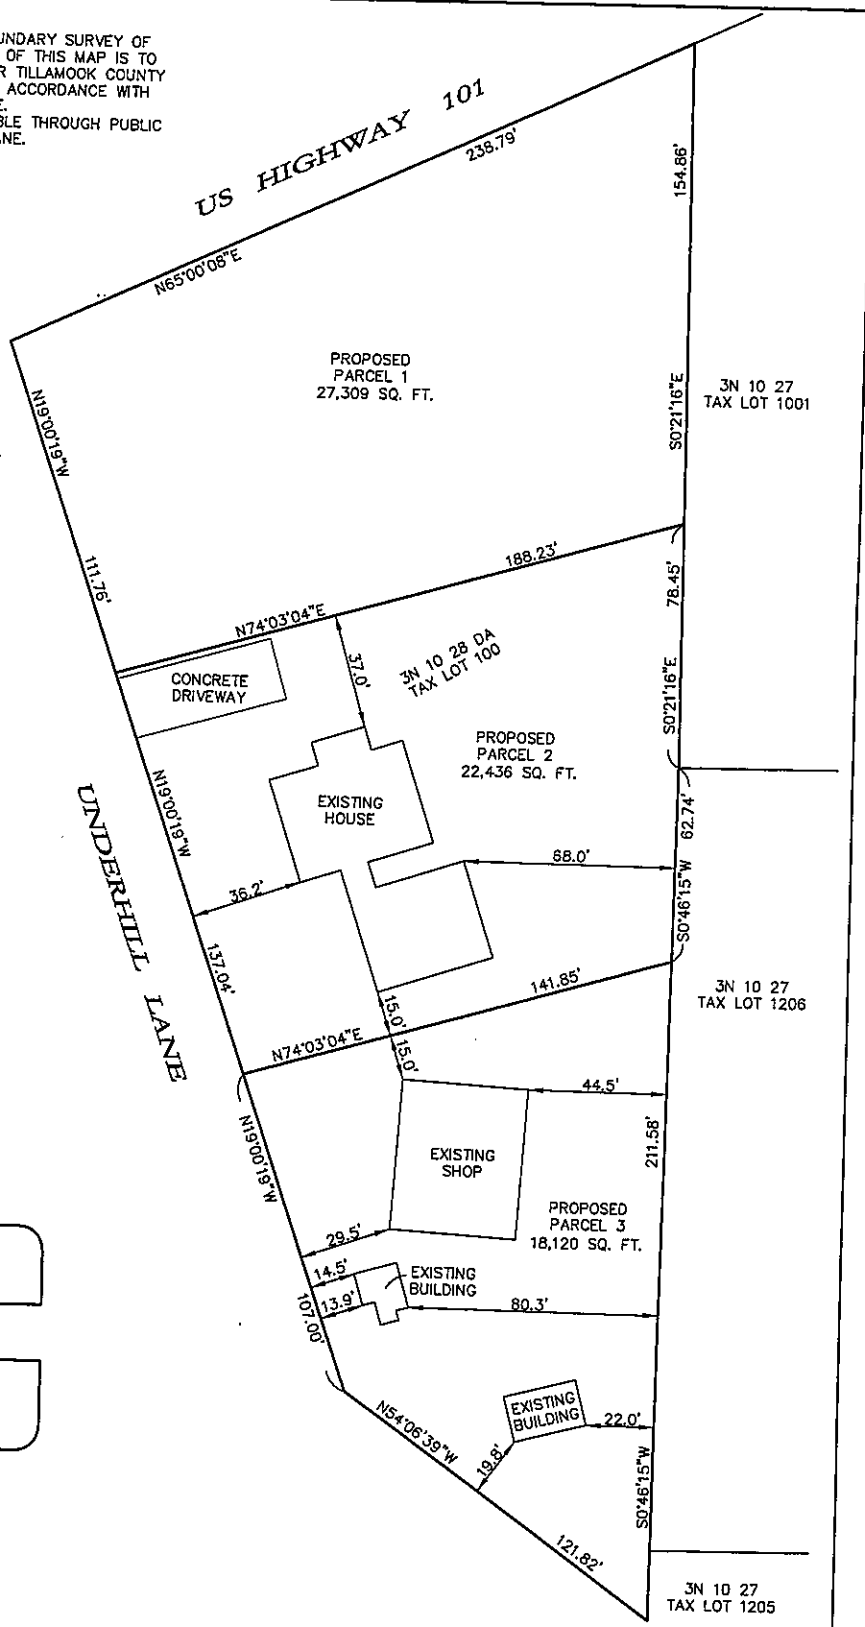 UNDARY SURVEY OF
OF THIS MAP IS TO
R TILLAMOOK COUNTY
ACCORDANCE WITH
E.
BLE THROUGH PUBLIC
NE.
US HIGHWAY 101
238.79'
N65°00'08"E
154.86'
PROPOSED
PARCEL 1
27,309 SQ. FT.
S0°21'16"E
3N 10 27
TAX LOT 1001
N19°00'19"W
111.76'
188.23'
N74°03'04"E
78.45'
CONCRETE
DRIVEWAY
37.0'
3N 10 28 DA
TAX LOT 100
S0°21'16"E
PROPOSED
PARCEL 2
22,436 SQ. FT.
N19°00'19"W
EXISTING
HOUSE
62.74'
UNDERHILL LANE
68.0'
36.2'
S0°46'15"W
137.04'
141.85'
3N 10 27
TAX LOT 1206
15.0'
N74°03'04"E
15.0'
44.5'
N19°00'19"W
211.58'
EXISTING
SHOP
PROPOSED
PARCEL 3
18,120 SQ. FT.
29.5'
14.5'
EXISTING
BUILDING
13.9'
80.3'
107.00'
N54°06'39"W
EXISTING
BUILDING
22.0'
19.8'
S0°46'15"W
121.82'
3N 10 27
TAX LOT 1205